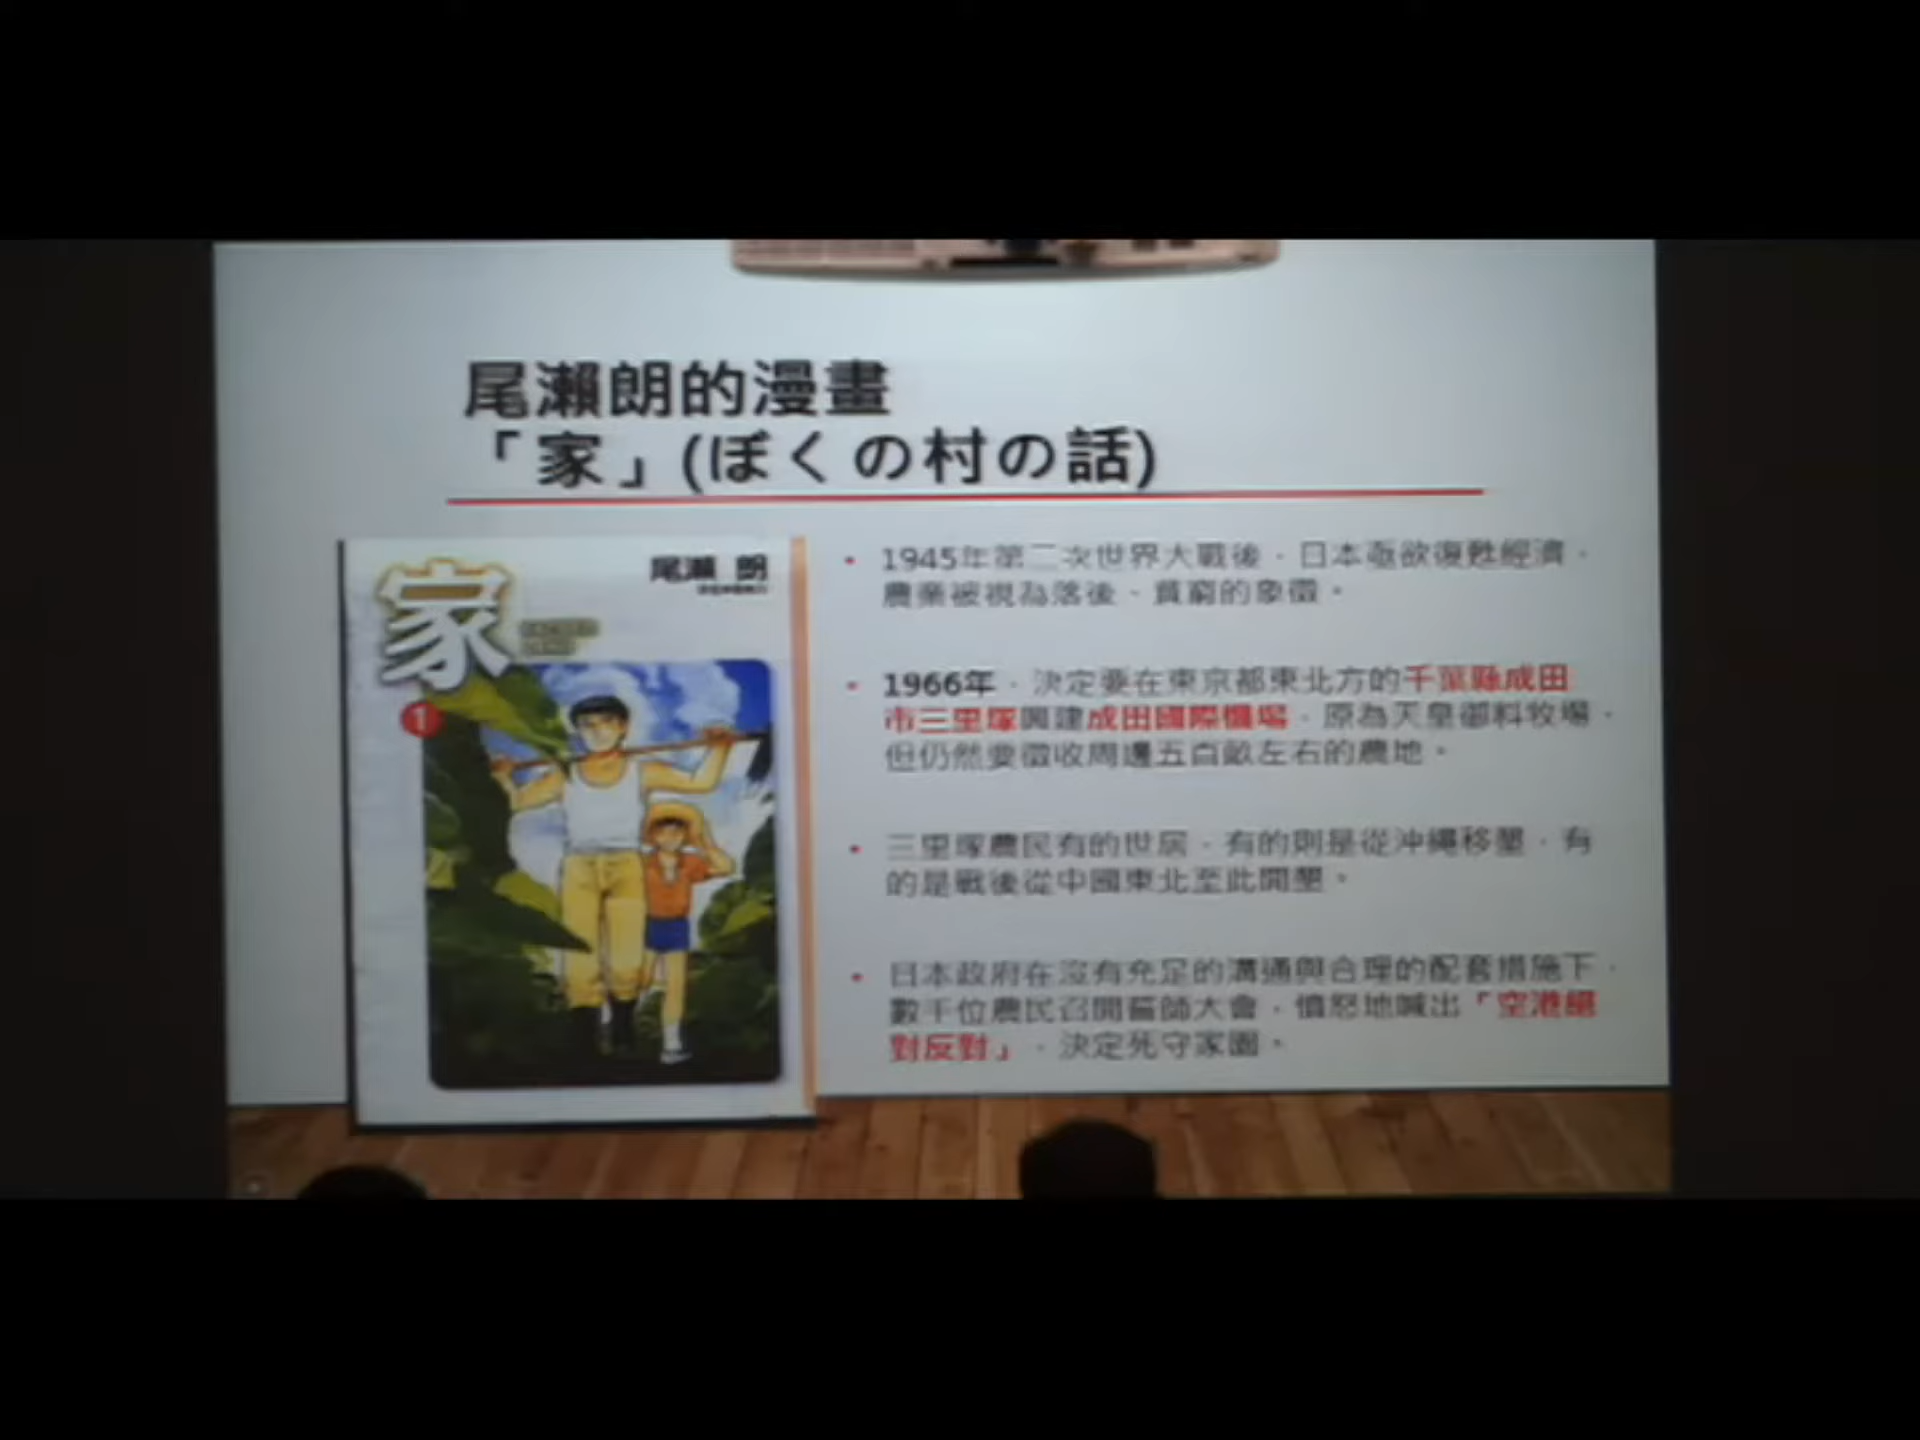 尾瀨朗的漫畫
「家」(ぼくの村の話)
家
尾瀨 朗
1
• 1945年第二次世界大戰後，日本亟欲復甦經濟，
農業被視為落後、貧窮的象徵。
• 1966年，決定要在東京都東北方的千葉縣成田
市三里塚興建成田國際機場，原為天皇御料牧場，
但仍然要徵收周邊五百畝左右的農地。
• 三里塚農民有的世居，有的則是從沖繩移墾，有
的是戰後從中國東北至此開墾。
• 日本政府在沒有充足的溝通與合理的配套措施下，
數千位農民召開誓師大會，憤怒地喊出「空港絕
對反對」，決定死守家園。